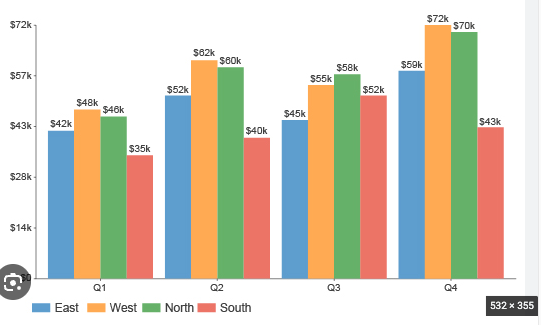 $72k
$57k
$43k
$28k
$14k
$42k $48k $46k $35k
$52k $62k $60k $40k
$45k $55k $58k $52k
$59k $72k $70k $43k
Q1 Q2 Q3 Q4
East West North South
532 × 355